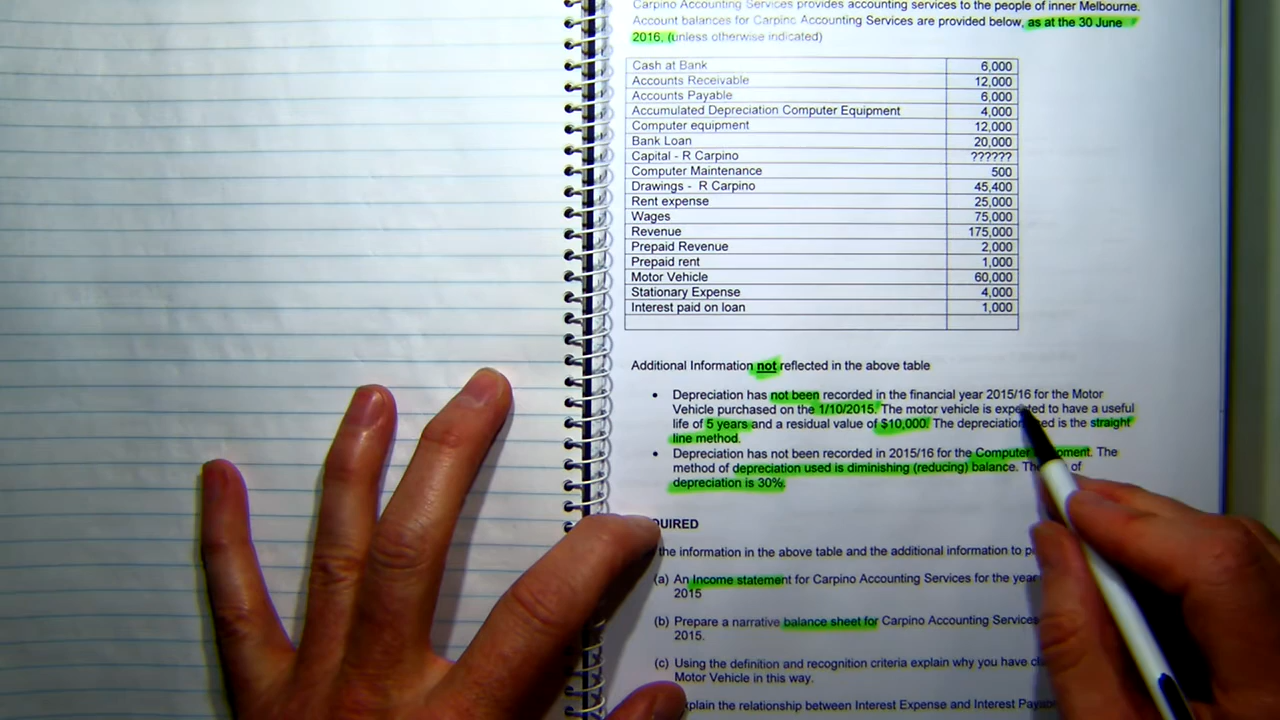 Carpino Accounting Services provides accounting services to the people of inner Melbourne.
Account balances for Carpino Accounting Services are provided below, as at the 30 June
2016, (unless otherwise indicated)
Cash at Bank 6,000
Accounts Receivable 12,000
Accounts Payable 6,000
Accumulated Depreciation Computer Equipment 4,000
Computer equipment 12,000
Bank Loan 20,000
Capital - R Carpino ??????
Computer Maintenance 500
Drawings - R Carpino 45,400
Rent expense 25,000
Wages 75,000
Revenue 175,000
Prepaid Revenue 2,000
Prepaid rent 1,000
Motor Vehicle 60,000
Stationary Expense 4,000
Interest paid on loan 1,000
Additional Information not reflected in the above table
• Depreciation has not been recorded in the financial year 2015/16 for the Motor
Vehicle purchased on the 1/10/2015. The motor vehicle is expected to have a useful
life of 5 years and a residual value of $10,000. The depreciation is the straight
line method.
• Depreciation has not been recorded in 2015/16 for the Computer The
method of depreciation used is diminishing (reducing) balance. of
depreciation is 30%.
the information in the above table and the additional information to
(a) An Income statement for Carpino Accounting Services for the year
2015
(b) Prepare a narrative balance sheet for Carpino Accounting Services
2015.
(c) Using the definition and recognition criteria explain why you have
Motor Vehicle in this way.
the relationship between Interest Expense and Interest